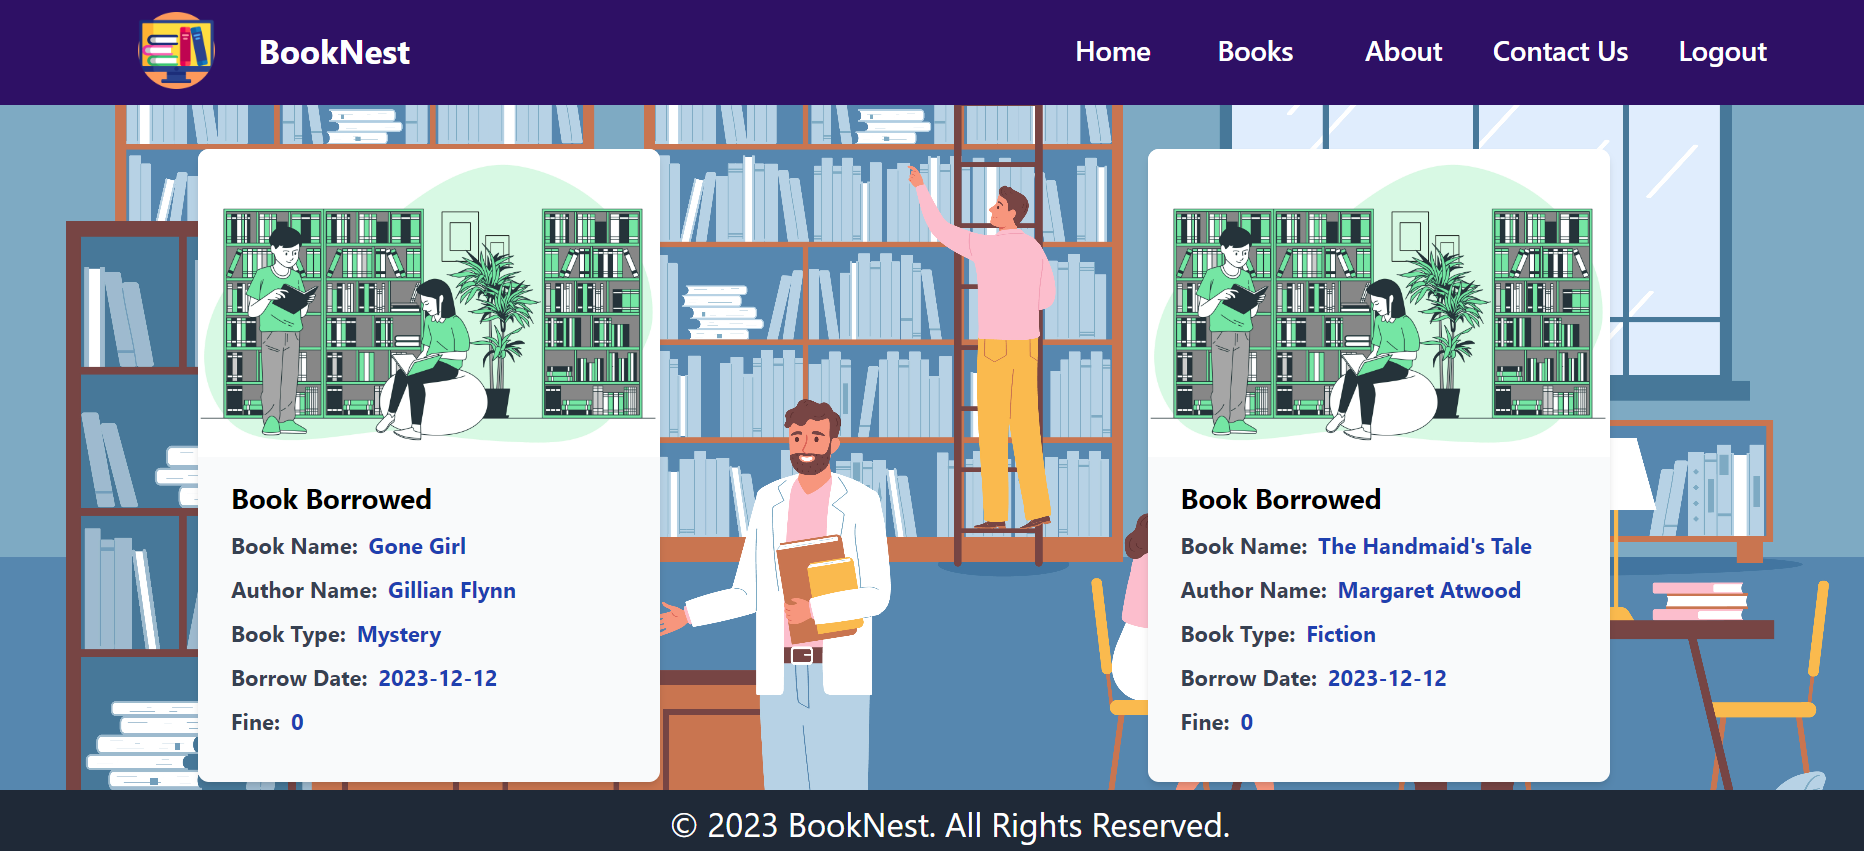 BookNest
Home Books About Contact Us Logout
Book Borrowed
Book Name: Gone Girl
Author Name: Gillian Flynn
Book Type: Mystery
Borrow Date: 2023-12-12
Fine: 0
Book Borrowed
Book Name: The Handmaid's Tale
Author Name: Margaret Atwood
Book Type: Fiction
Borrow Date: 2023-12-12
Fine: 0
© 2023 BookNest. All Rights Reserved.